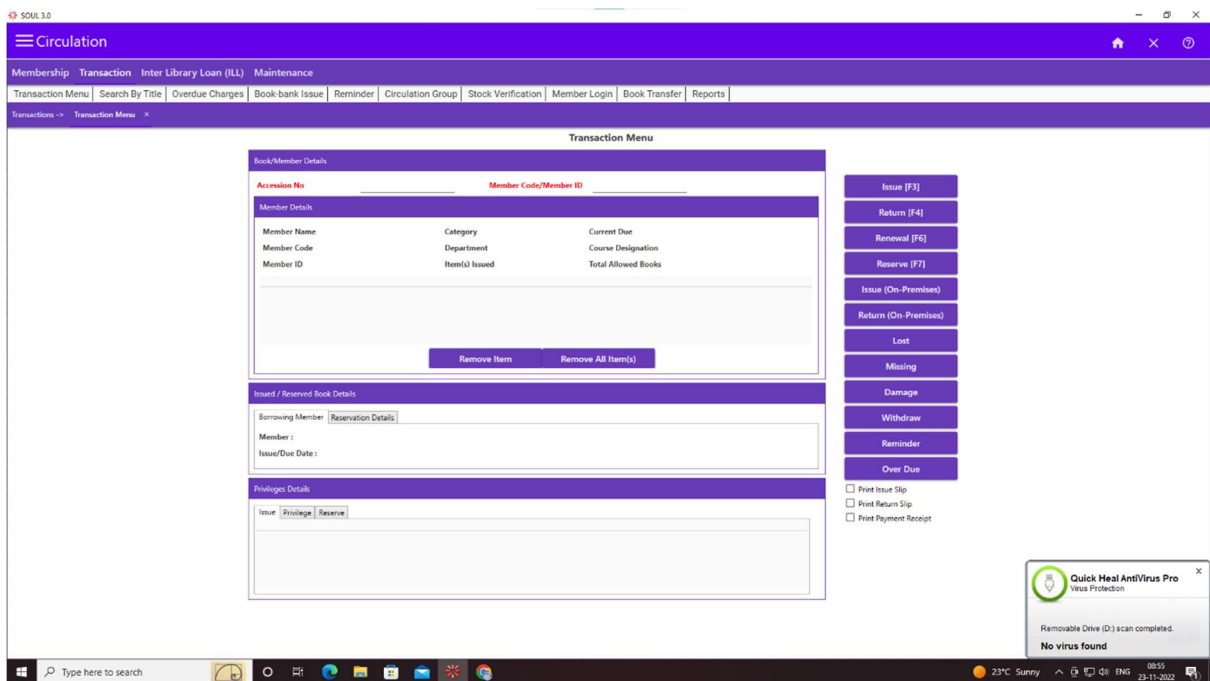 SOUL 3.0
Circulation
Membership Transaction Inter Library Loan (ILL) Maintenance
Transaction Menu Search By Title Overdue Charges Book-bank Issue Reminder Circulation Group Stock Verification Member Login Book Transfer Reports
Transactions -> Transaction Menu ×
Transaction Menu
Book/Member Details
Accession No Member Code/Member ID
Member Details
Member Name Category Current Due
Member Code Department Course Designation
Member ID Item(s) Issued Total Allowed Books
Remove Item Remove All Item(s)
Issued / Reserved Book Details
Borrowing Member Reservation Details
Member :
Issue/Due Date :
Privileges Details
Issue Privilege Reserve
Issue [F3]
Return [F4]
Renewal [F6]
Reserve [F7]
Issue (On-Premises)
Return (On-Premises)
Lost
Missing
Damage
Withdraw
Reminder
Over Due
Print Issue Slip
Print Return Slip
Print Payment Receipt
Quick Heal AntiVirus Pro
Virus Protection
Removable Drive (D:) scan completed.
No virus found
Type here to search
23°C Sunny ENG 08:55
23-11-2022